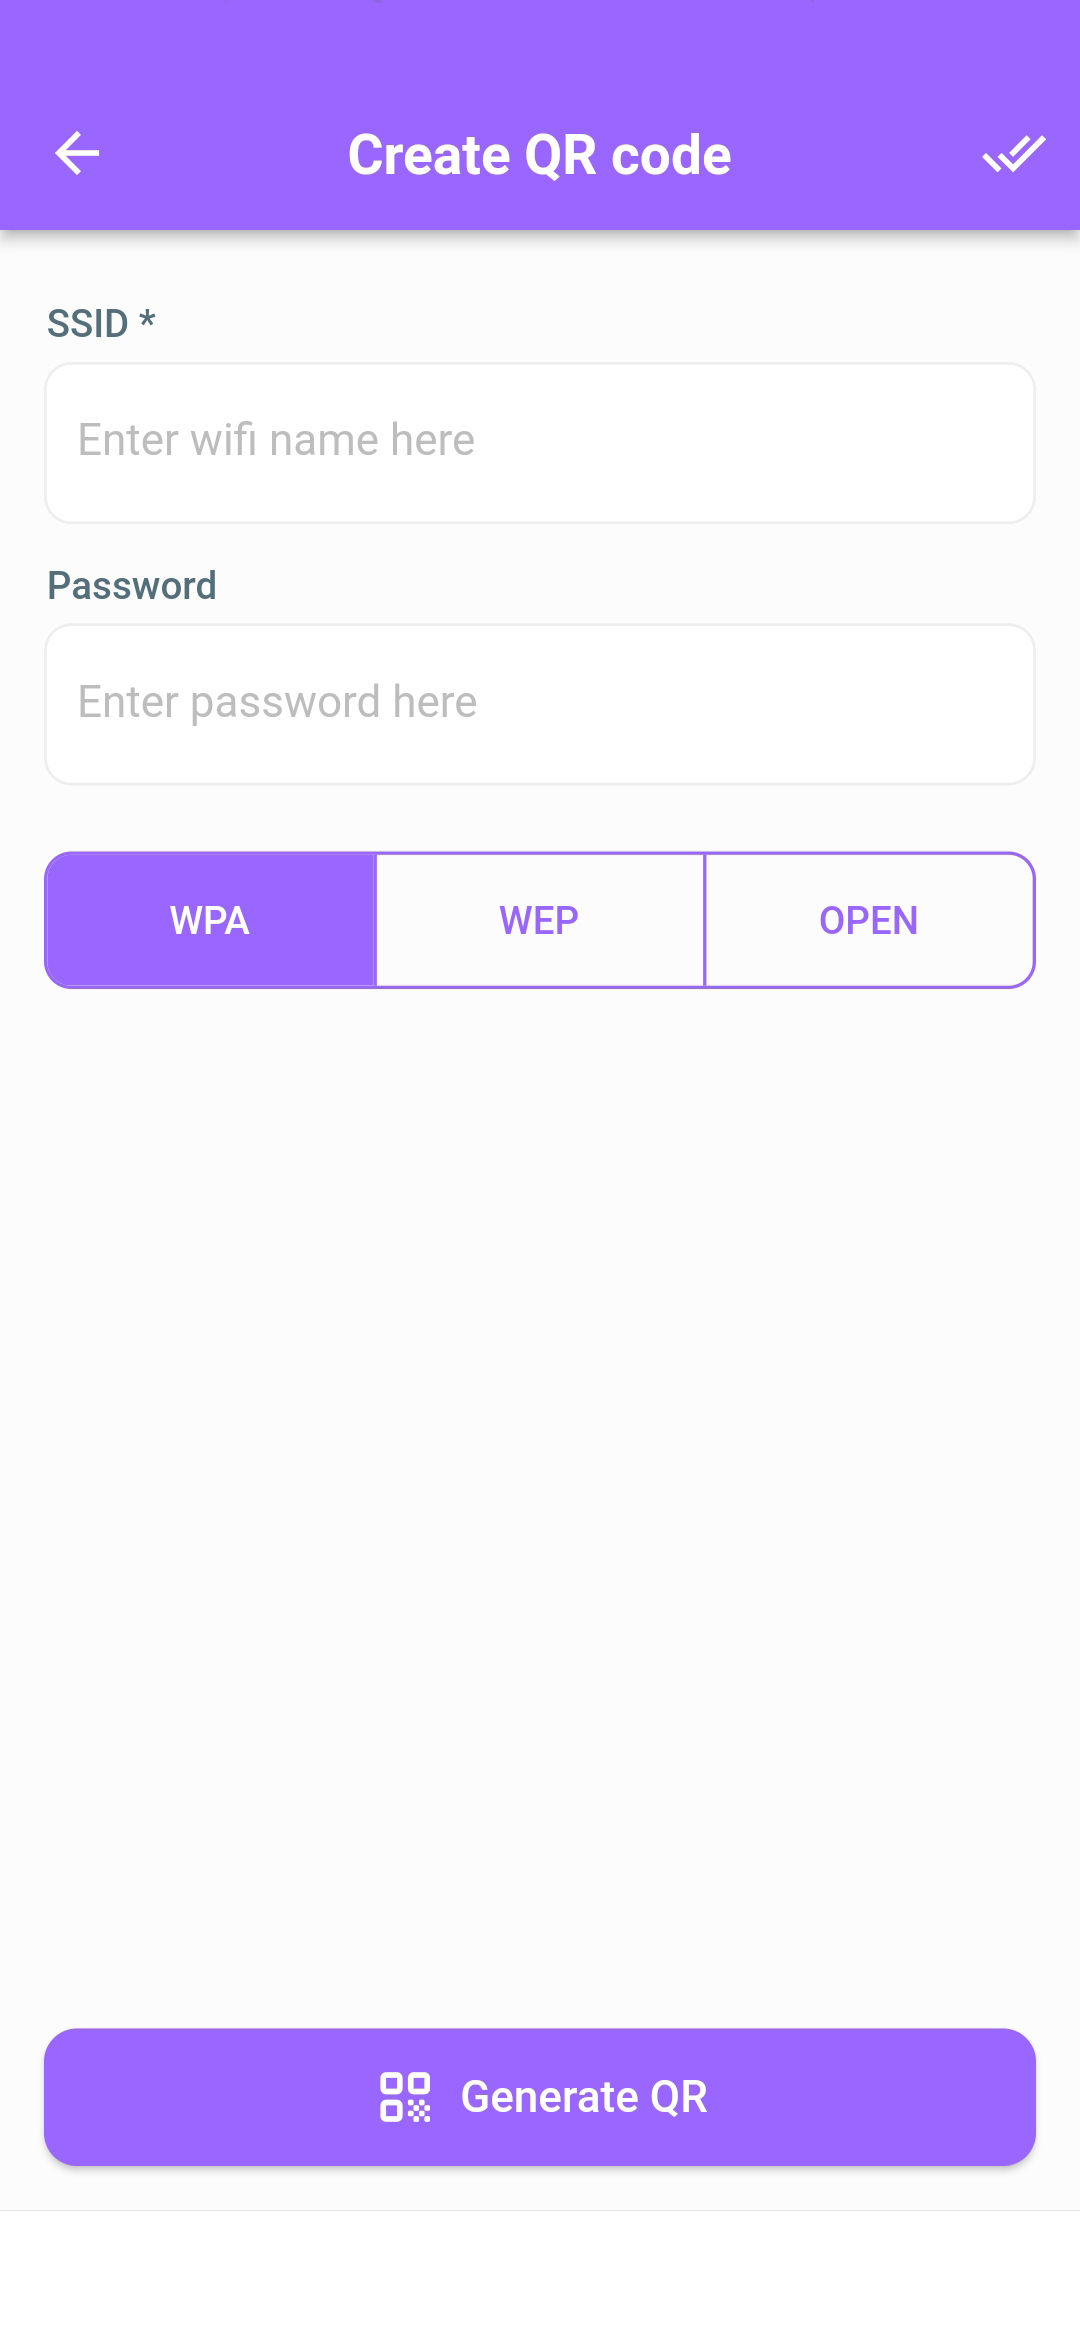 Create QR code
SSID *
Enter wifi name here
Password
Enter password here
WPA WEP OPEN
Generate QR